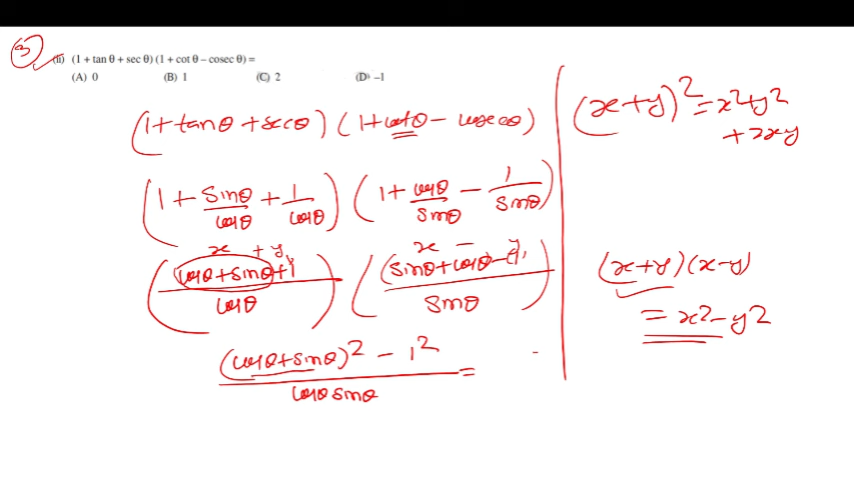 ③ (ii) (1 + tan θ + sec θ) (1 + cot θ – cosec θ) =
(A) 0 (B) 1 (C) 2 (D) –1
(1+tanθ+secθ) (1+cotθ - cosecθ)
(1 + sinθ/cosθ + 1/cosθ) (1 + cosθ/sinθ - 1/sinθ)
x + y x - y
(cosθ+sinθ+1/cosθ) (sinθ+cosθ-1/sinθ)
(cosθ+sinθ)² - 1²/cosθ sinθ =
(x+y)² = x²+y²
+2xy
(x+y)(x-y)
= x²-y²